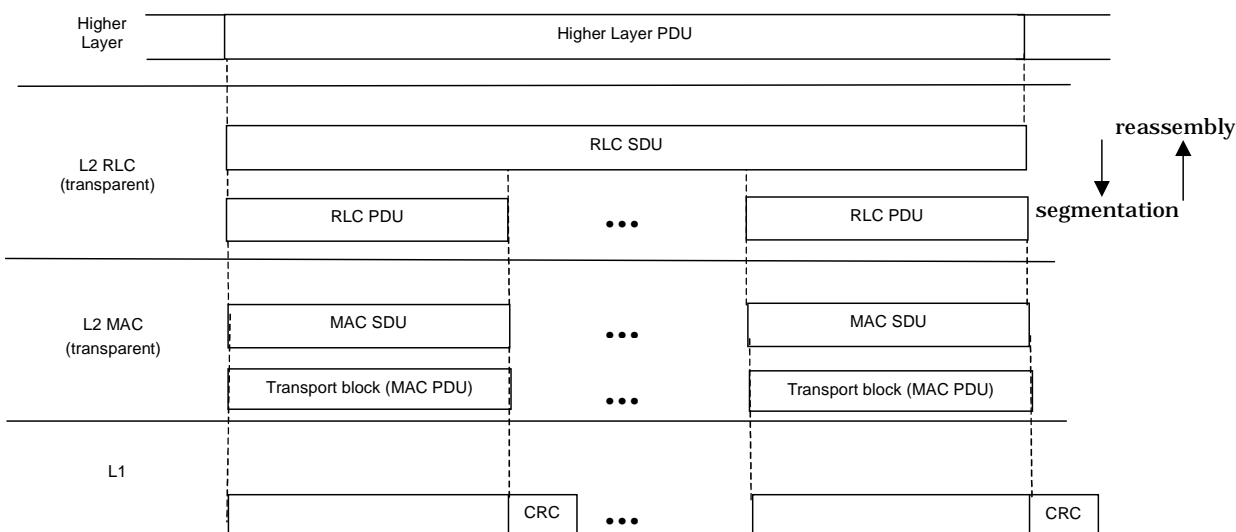 Higher
Layer
Higher Layer PDU
reassembly
RLC SDU
L2 RLC
(transparent)
RLC PDU
•••
RLC PDU
segmentation
L2 MAC
(transparent)
MAC SDU
•••
MAC SDU
Transport block (MAC PDU)
•••
Transport block (MAC PDU)
L1
CRC
•••
CRC